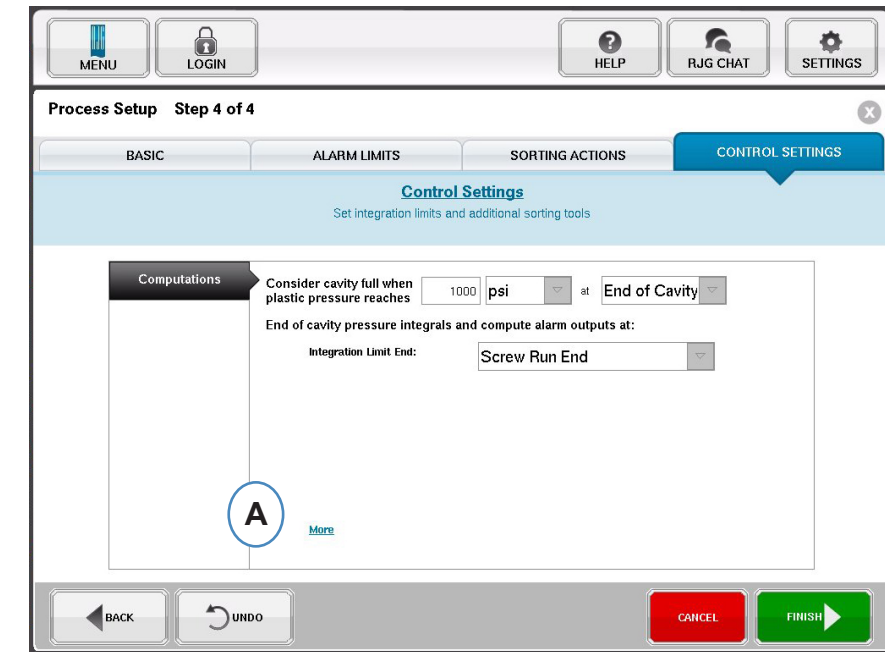 MENU
LOGIN
?
HELP
RJG CHAT
SETTINGS
Process Setup Step 4 of 4
X
BASIC
ALARM LIMITS
SORTING ACTIONS
CONTROL SETTINGS
Control Settings
Set integration limits and additional sorting tools
Computations
Consider cavity full when
plastic pressure reaches
1000 psi at End of Cavity
End of cavity pressure integrals and compute alarm outputs at:
Integration Limit End: Screw Run End
A
More
BACK
UNDO
CANCEL
FINISH